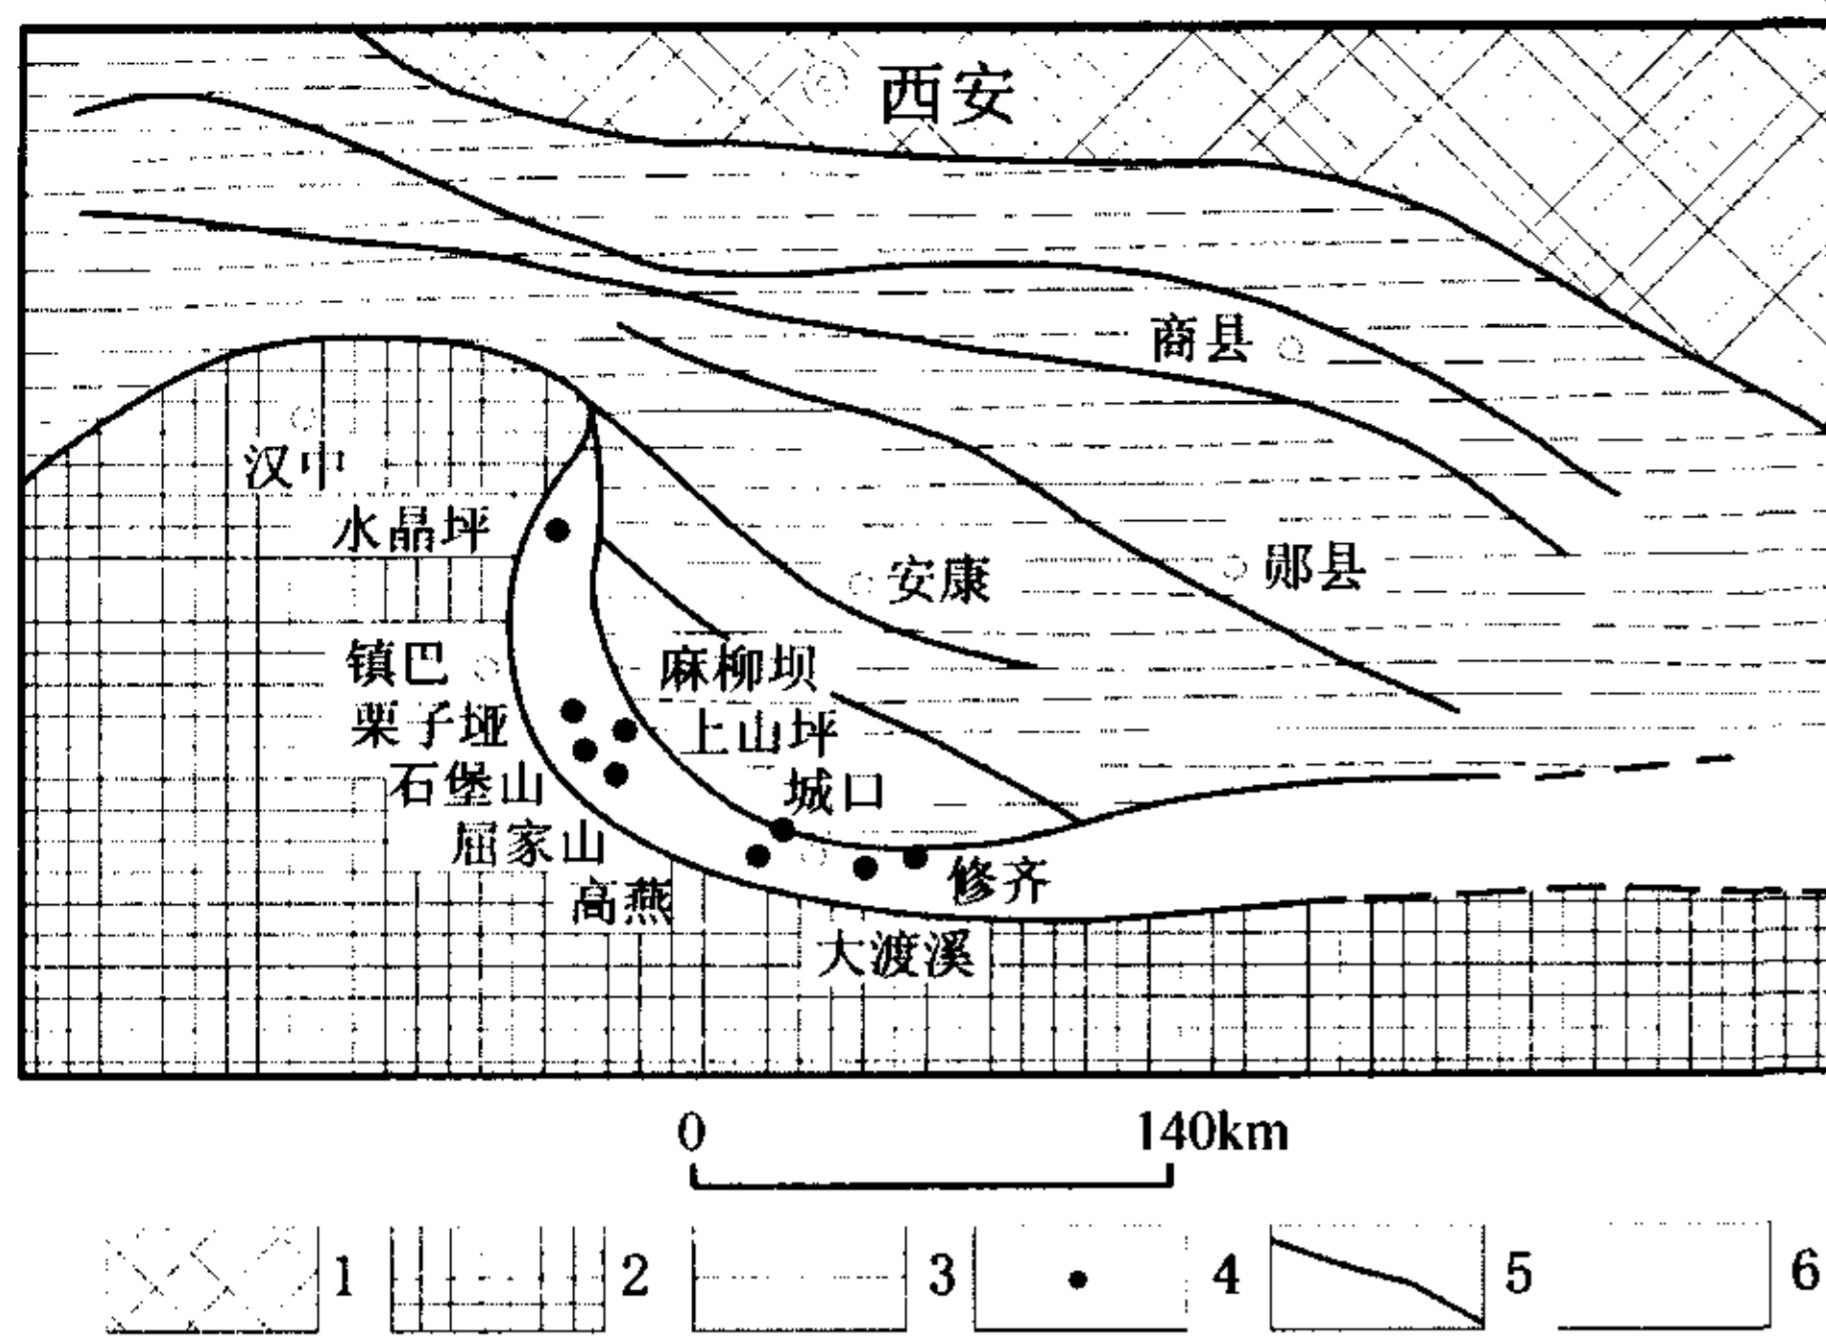 西安
商县
汉中
水晶坪
安康
郧县
镇巴
麻柳坝
栗子垭
上山坪
石堡山
城口
屈家山
高燕
修齐
大渡溪
0 140km
1 2 3 4 5 6